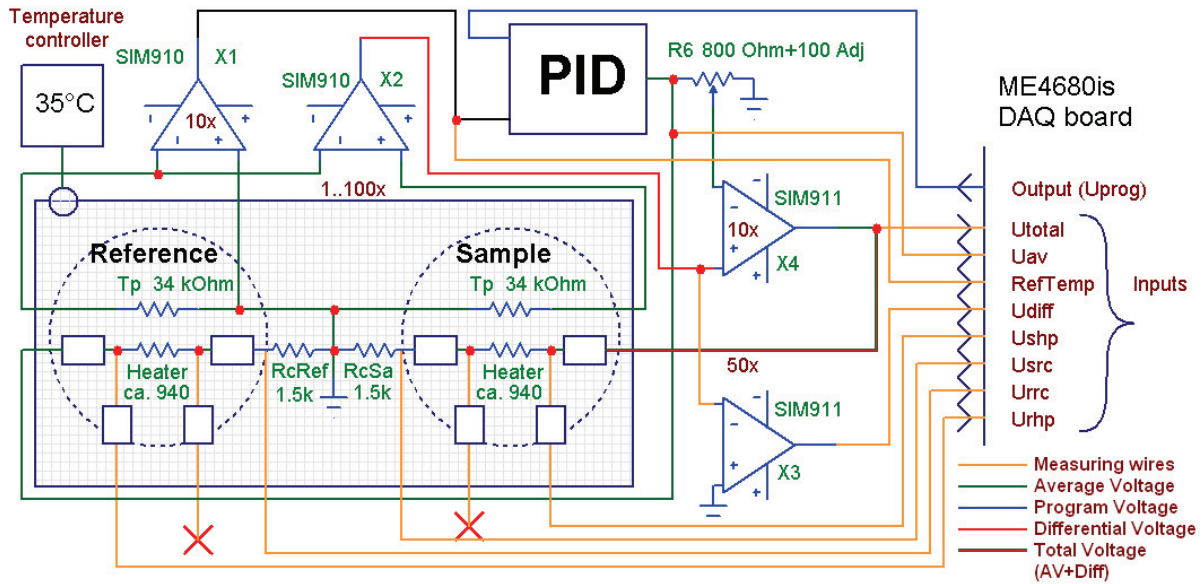 Temperature
controller
35°C
SIM910
X1
10x
-
+
SIM910
X2
-
+
1..100x
PID
R6 800 Ohm+100 Adj
ME4680is
DAQ board
SIM911
-
-
10x
+
+
X4
Output (Uprog)
Utotal
Uav
RefTemp
Udiff
Ushp
Usrc
Urrc
Urhp
Inputs
Reference
Tp 34 kOhm
Heater
ca. 940
RcRef
1.5k
RcSa
1.5k
Sample
Tp 34 kOhm
Heater
ca. 940
50x
SIM911
-
-
+
+
X3
Measuring wires
Average Voltage
Program Voltage
Differential Voltage
Total Voltage
(AV+Diff)